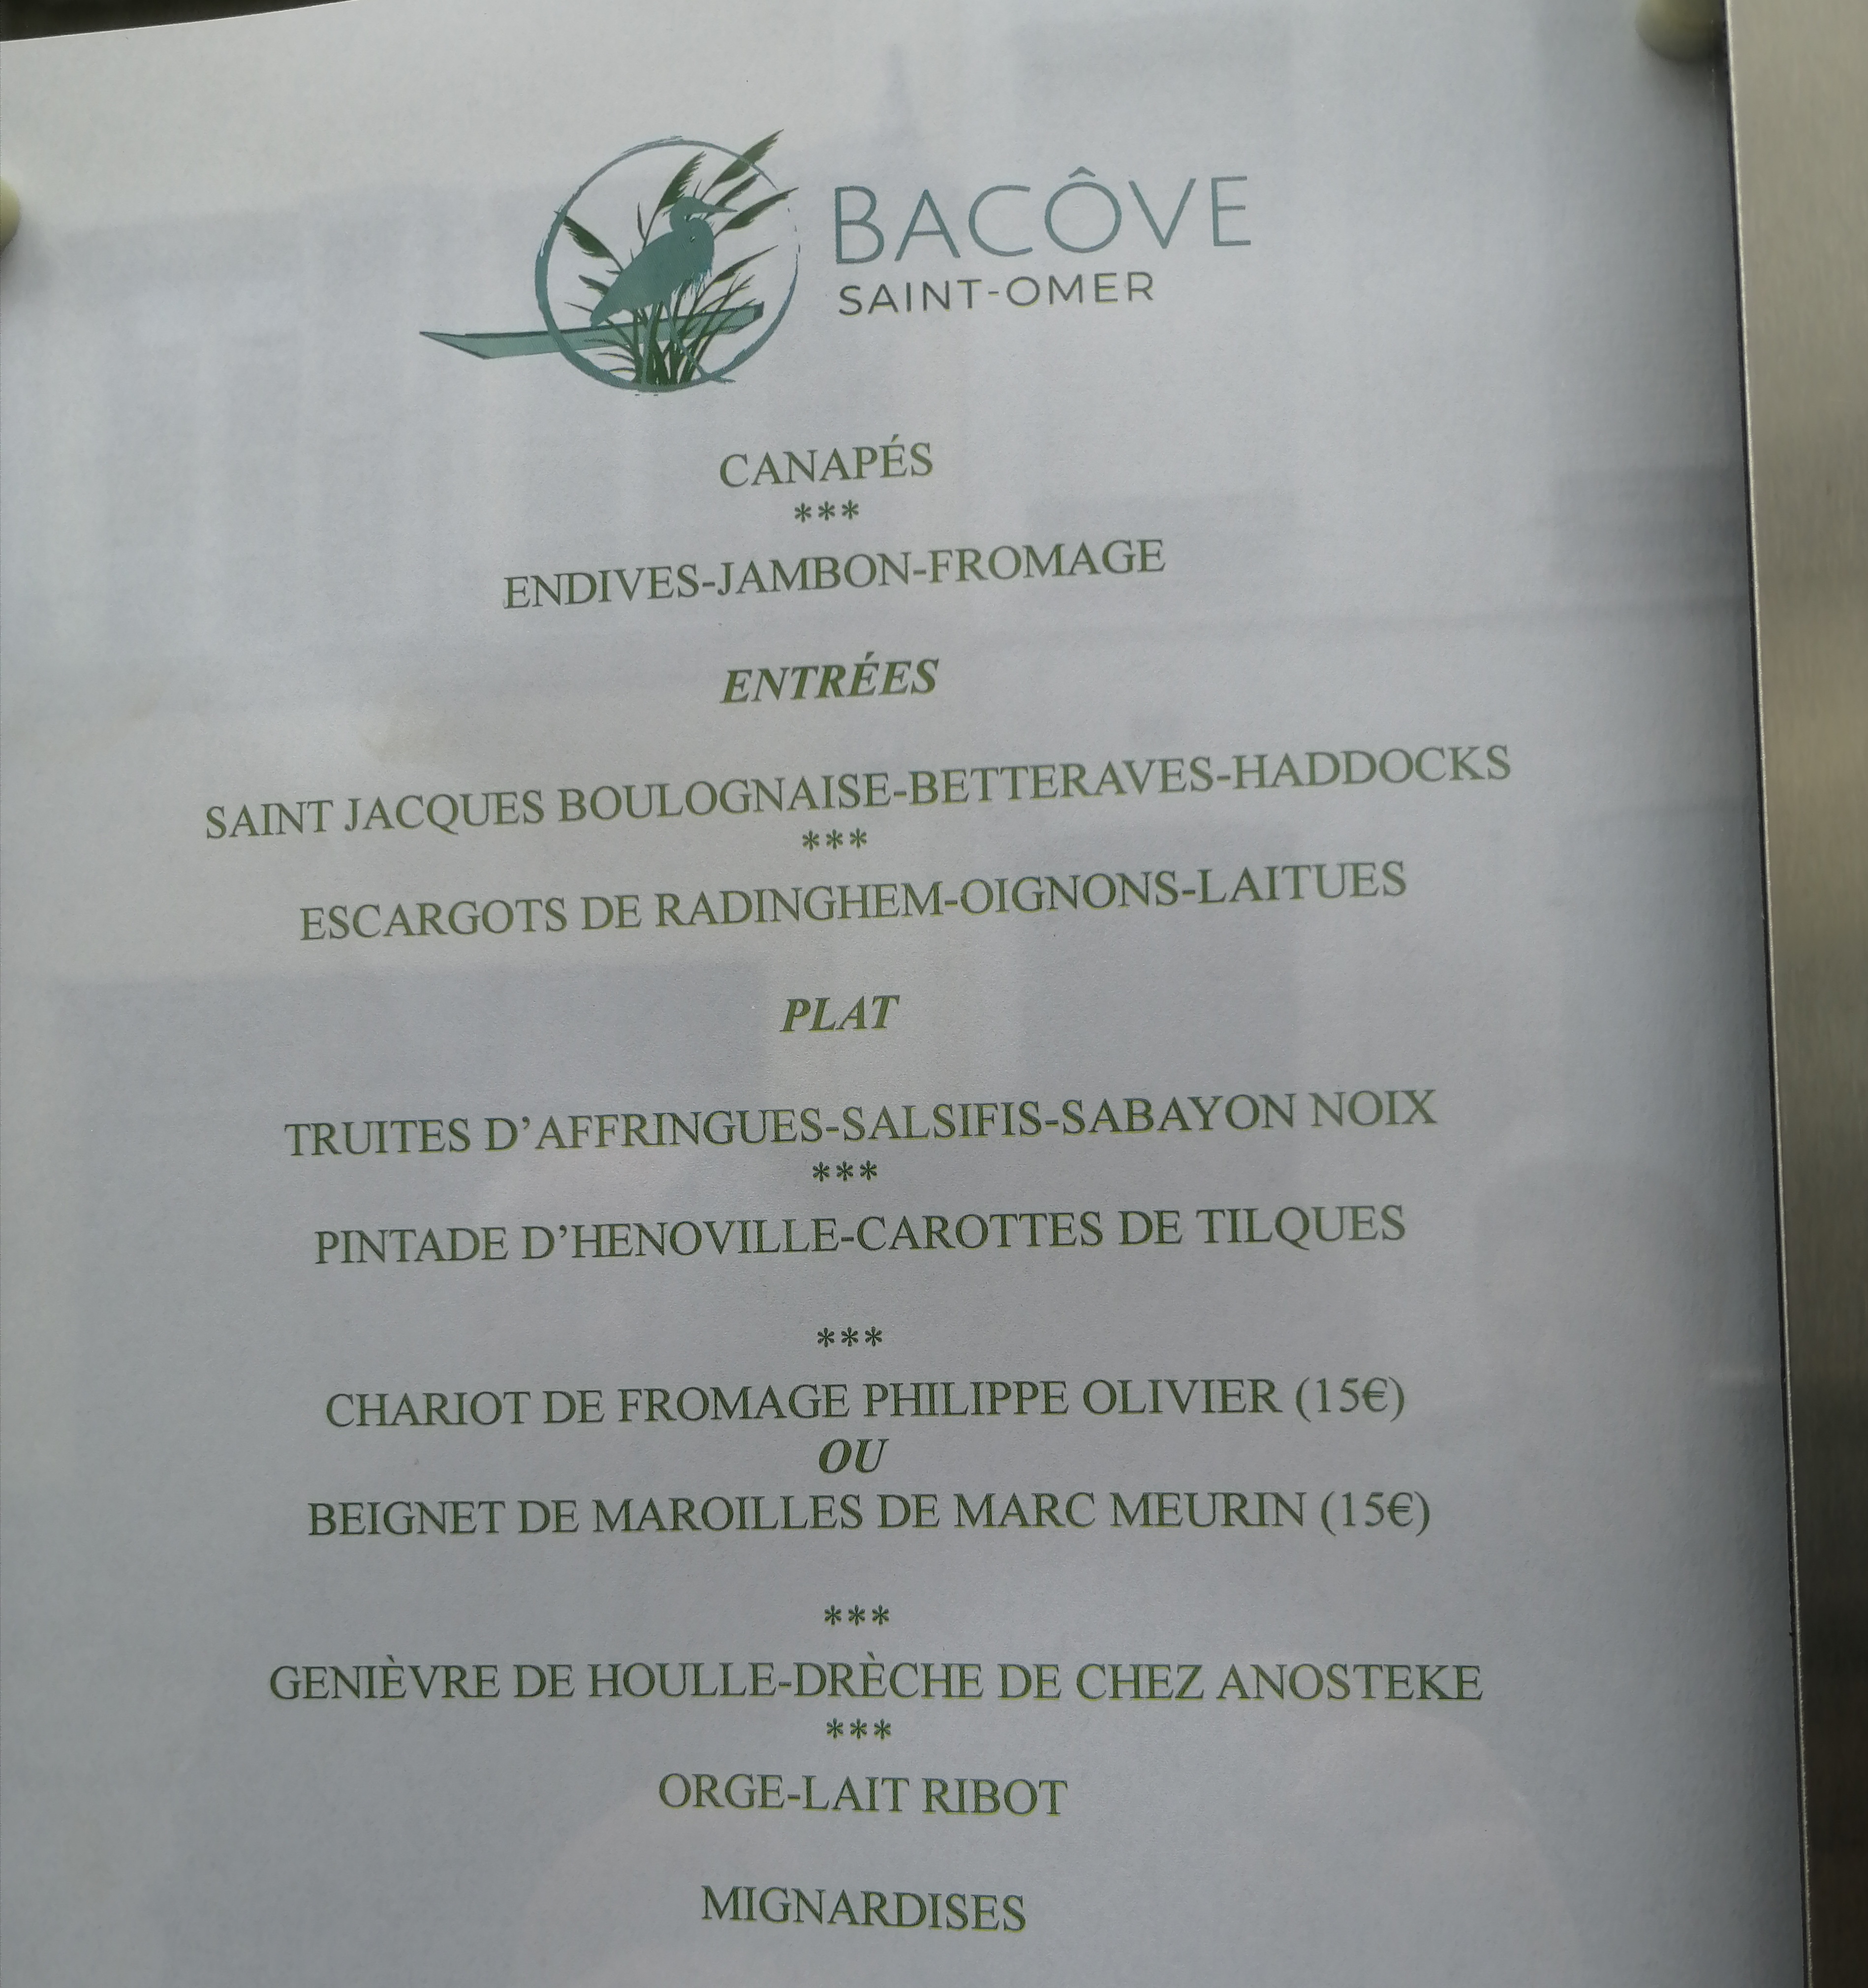 BACÔVE
SAINT-OMER
CANAPÉS
***
ENDIVES-JAMBON-FROMAGE
ENTRÉES
SAINT JACQUES BOULOGNAISE-BETTERAVES-HADDOCKS
***
ESCARGOTS DE RADINGHEM-OIGNONS-LAITUES
PLAT
TRUITES D’AFFRINGUES-SALSIFIS-SABAYON NOIX
***
PINTADE D’HENOVILLE-CAROTTES DE TILQUES
***
CHARIOT DE FROMAGE PHILIPPE OLIVIER (15€)
OU
BEIGNET DE MAROILLES DE MARC MEURIN (15€)
***
GENIÈVRE DE HOULLE-DRÈCHE DE CHEZ ANOSTEKE
***
ORGE-LAIT RIBOT
MIGNARDISES